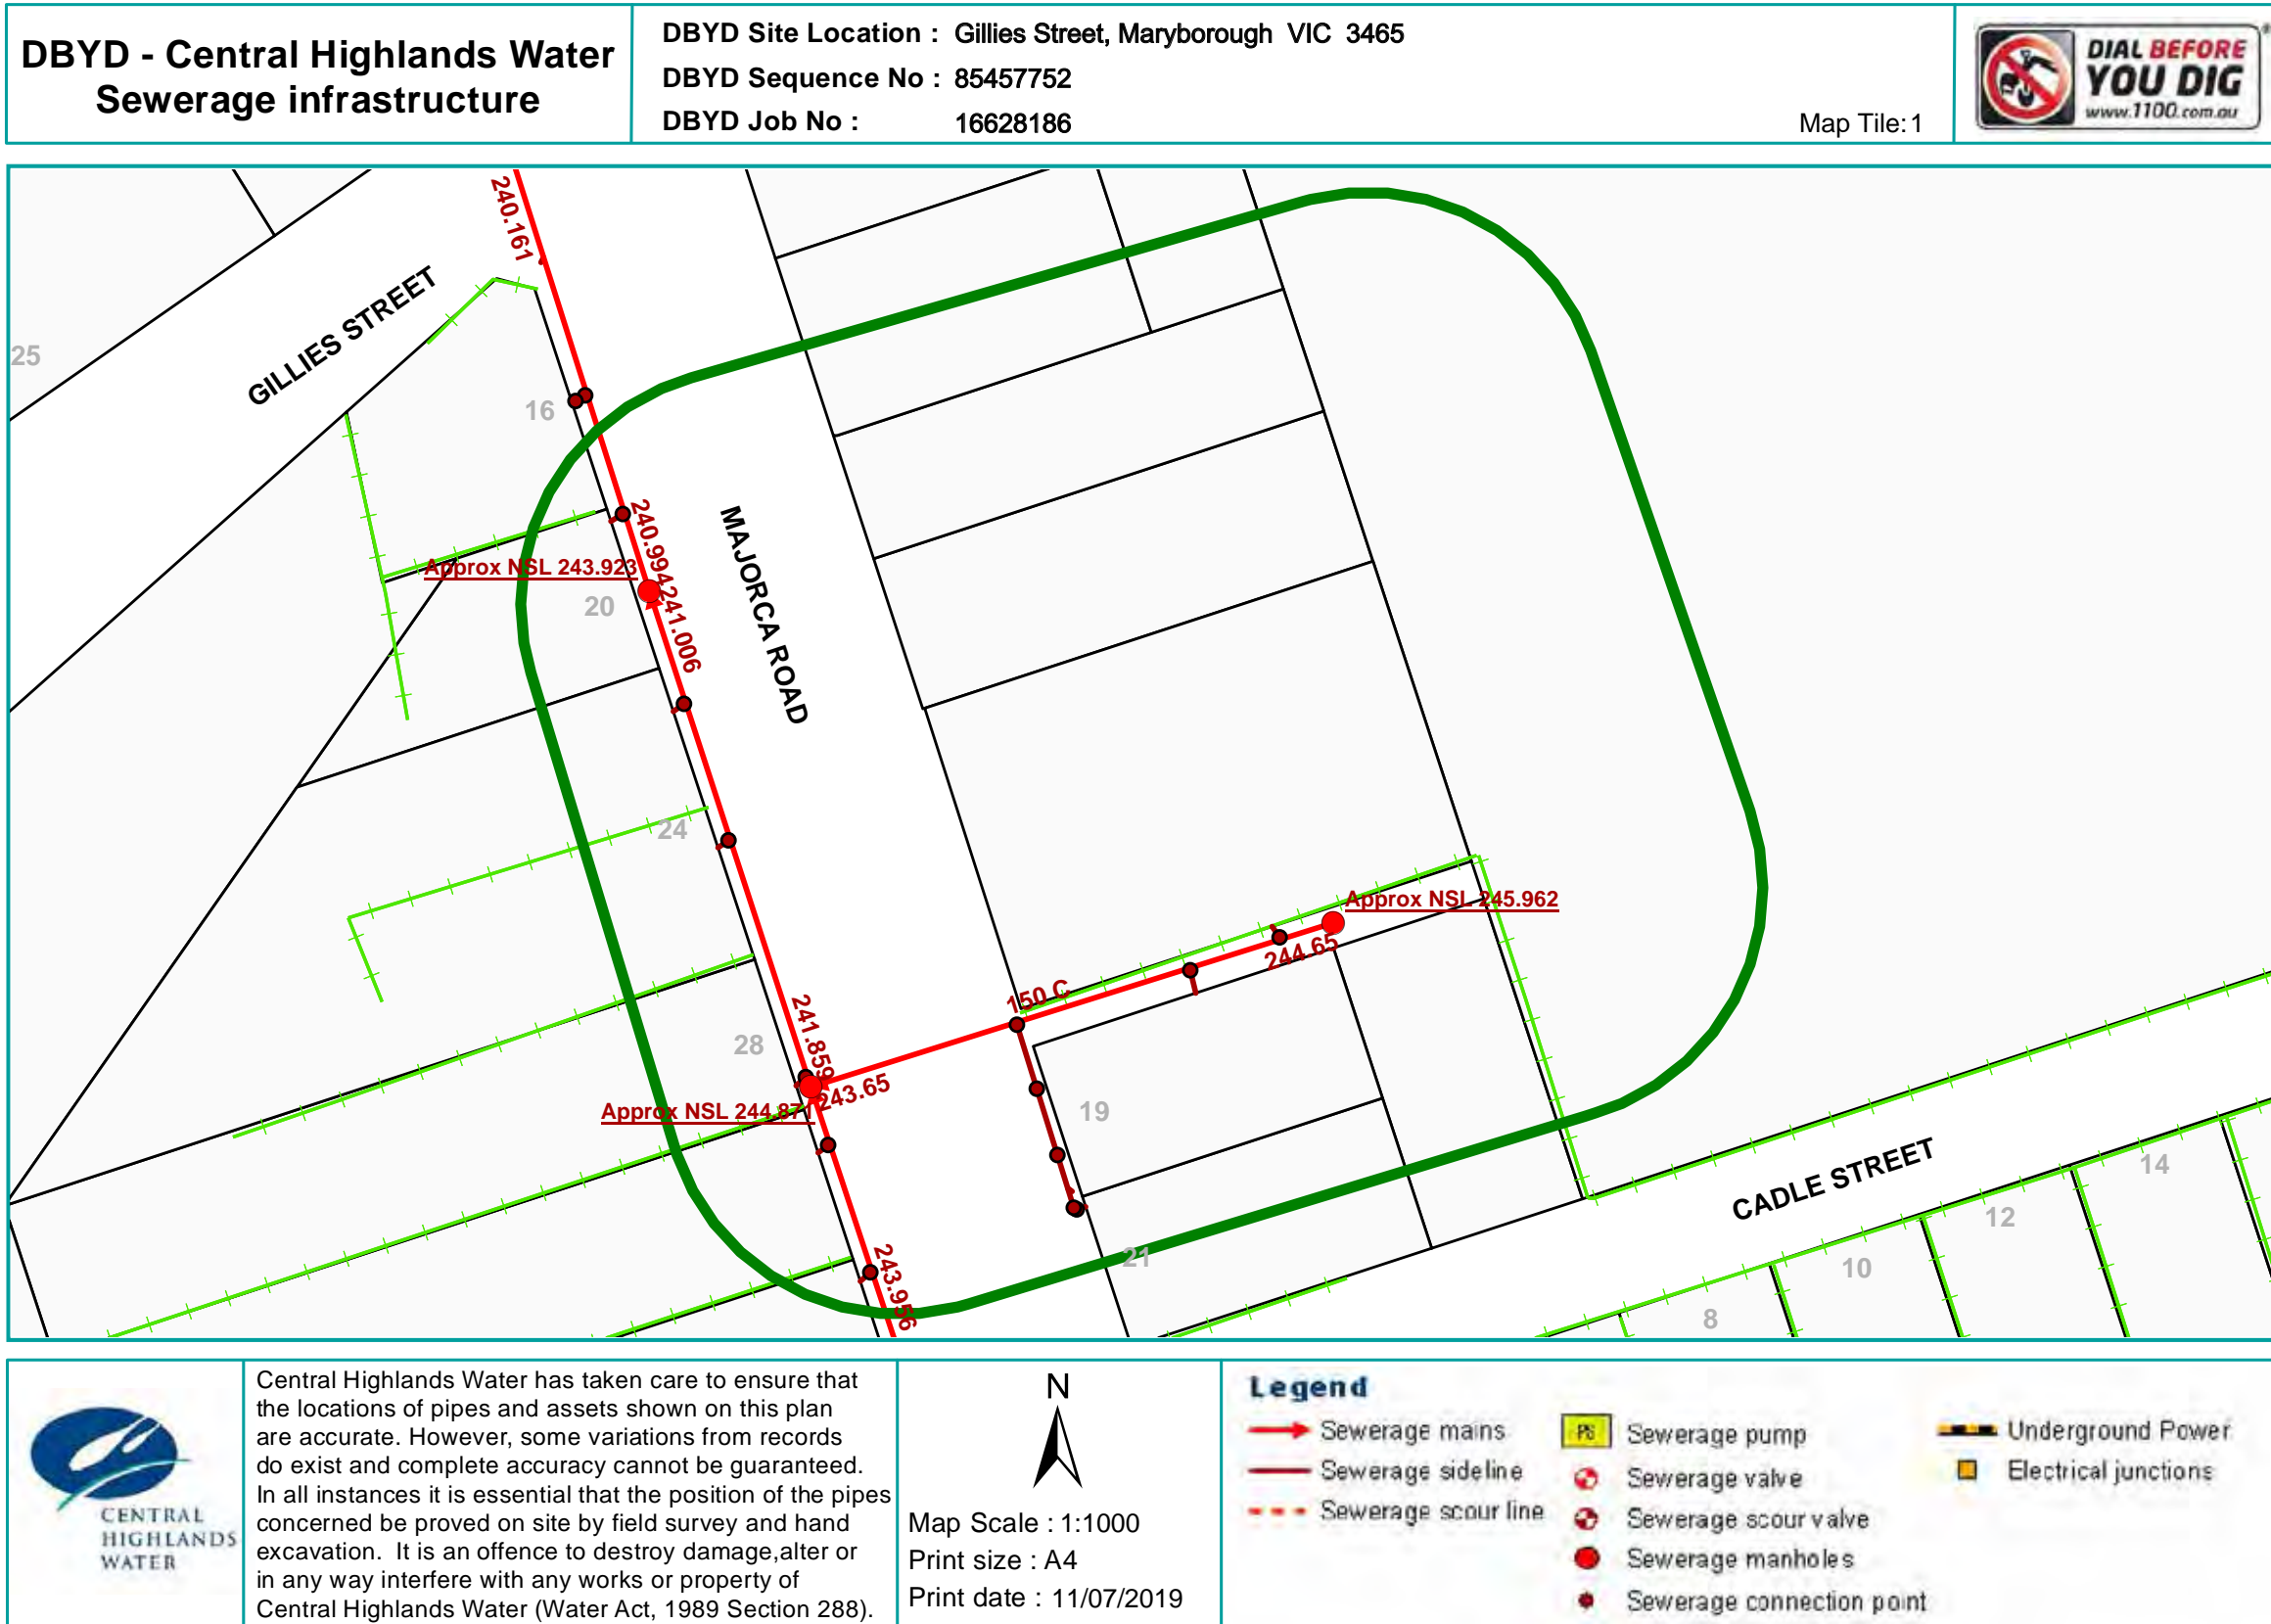 DBYD - Central Highlands Water
Sewerage infrastructure
DBYD Site Location : Gillies Street, Maryborough VIC 3465
DBYD Sequence No : 85457752
DBYD Job No : 16628186
Map Tile:1
DIAL BEFORE
YOU DIG
www.1100.com.au
240.161
GILLIES STREET
25
16
240.994
Approx NSL 243.923
241.006
20
MAJORCA ROAD
24
Approx NSL 245.962
244.65
150 C
241.859
28
243.65
Approx NSL 244.871
19
243.956
21
CADLE STREET
14
12
10
8
CENTRAL
HIGHLANDS
WATER
Central Highlands Water has taken care to ensure that
the locations of pipes and assets shown on this plan
are accurate. However, some variations from records
do exist and complete accuracy cannot be guaranteed.
In all instances it is essential that the position of the pipes
concerned be proved on site by field survey and hand
excavation. It is an offence to destroy damage,alter or
in any way interfere with any works or property of
Central Highlands Water (Water Act, 1989 Section 288).
N
Map Scale : 1:1000
Print size : A4
Print date : 11/07/2019
Legend
Sewerage mains
Sewerage sideline
Sewerage scour line
PS
Sewerage pump
Sewerage valve
Sewerage scour valve
Sewerage manholes
Sewerage connection point
Underground Power
Electrical junctions